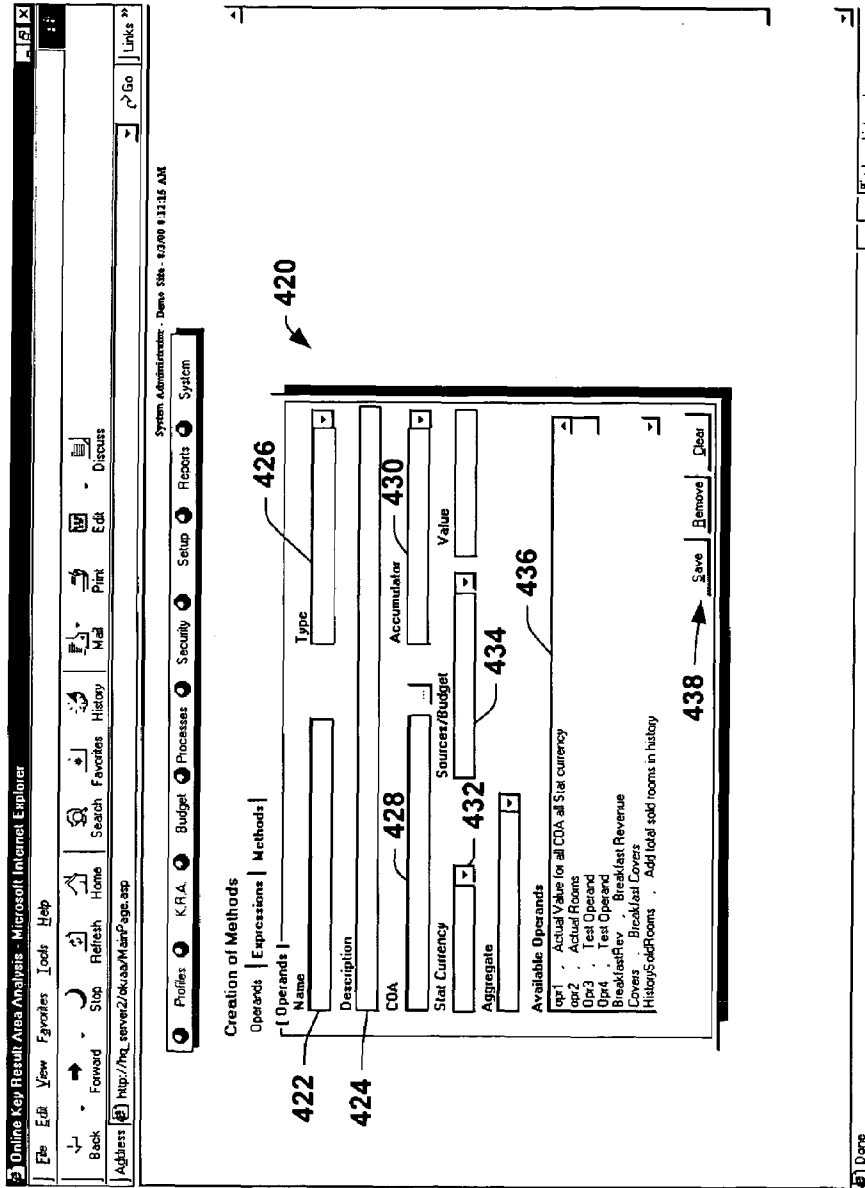 Online Key Result Area Analysis - Microsoft Internet Explorer
File Edit View Favorites Tools Help
Back Forward Stop Refresh Home Search Favorites History Mail Print Edit Discuss
Address http://hq_server2/okraa/MainPage.asp Go Links »
System Administrator - Demo Site - 8/3/00 8:32:15 AM
Profiles K.R.A. Budget Processes Security Setup Reports System
Creation of Methods
Operands | Expressions | Methods |
[ Operands ]
Name Type
Description
COA Accumulator
Stat Currency Sources/Budget Value
Aggregate
Available Operands
opr1 , Actual Value for all COA all Stat currency
opr2 , Actual Rooms
Opr3 , Test Operand
Opr4 , Test Operand
BreakfastRev , Breakfast Revenue
Covers , Breakfast Covers
HistorySoldRooms , Add total sold rooms in history
Save Remove Clear
Done
420
422
424
426
428
430
432
434
436
438